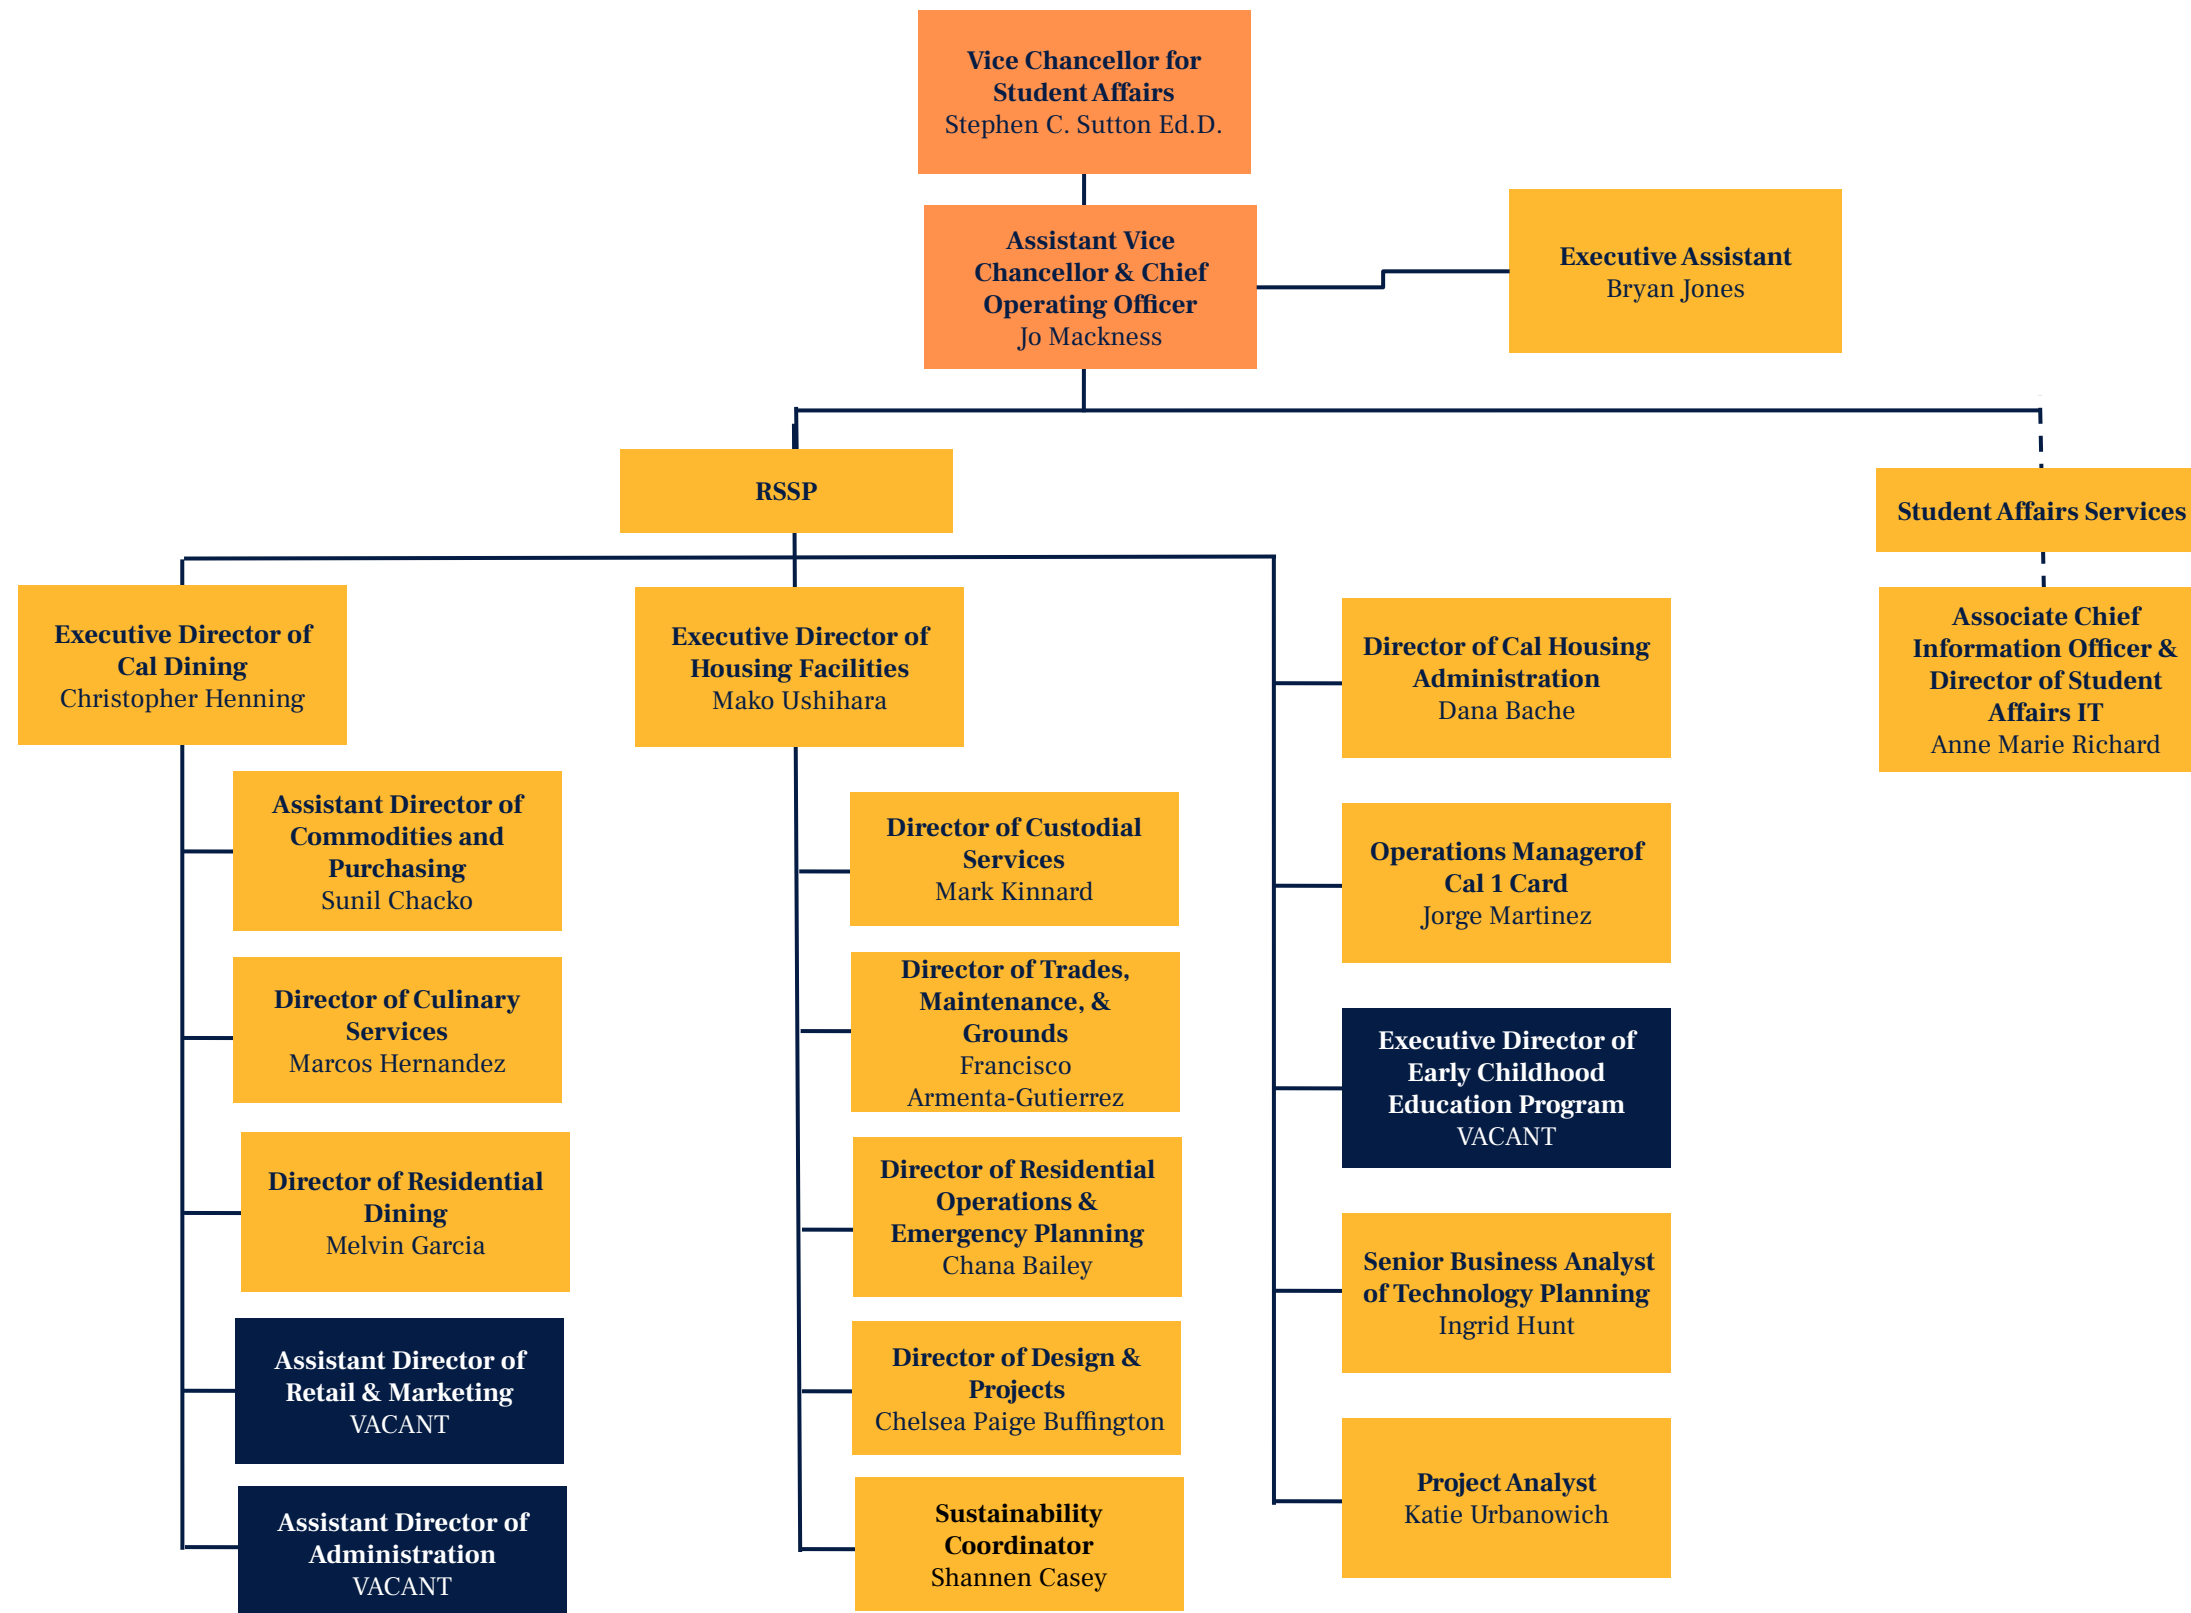 Vice Chancellor for
Student Affairs
Stephen C. Sutton Ed.D.
Assistant Vice
Chancellor & Chief
Operating Officer
Jo Mackness
Executive Assistant
Bryan Jones
RSSP
Student Affairs Services
Executive Director of
Cal Dining
Christopher Henning
Assistant Director of
Commodities and
Purchasing
Sunil Chacko
Director of Culinary
Services
Marcos Hernandez
Director of Residential
Dining
Melvin Garcia
Assistant Director of
Retail & Marketing
VACANT
Assistant Director of
Administration
VACANT
Executive Director of
Housing Facilities
Mako Ushihara
Director of Custodial
Services
Mark Kinnard
Director of Trades,
Maintenance, &
Grounds
Francisco
Armenta-Gutierrez
Director of Residential
Operations &
Emergency Planning
Chana Bailey
Director of Design &
Projects
Chelsea Paige Buffington
Sustainability
Coordinator
Shannen Casey
Director of Cal Housing
Administration
Dana Bache
Operations Managerof
Cal 1 Card
Jorge Martinez
Executive Director of
Early Childhood
Education Program
VACANT
Senior Business Analyst
of Technology Planning
Ingrid Hunt
Project Analyst
Katie Urbanowich
Associate Chief
Information Officer &
Director of Student
Affairs IT
Anne Marie Richard